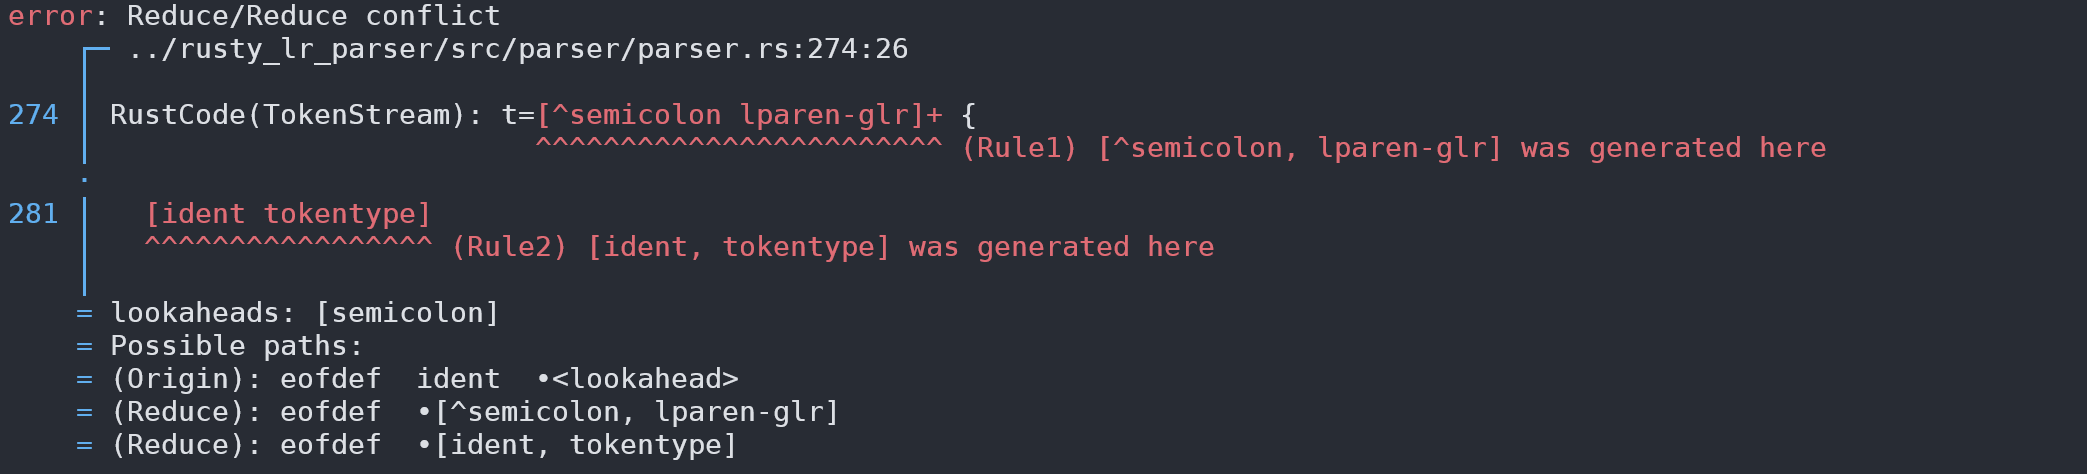 error: Reduce/Reduce conflict
../rusty_lr_parser/src/parser/parser.rs:274:26
274 RustCode(TokenStream): t=[^semicolon lparen-glr]+ {
^^^^^^^^^^^^^^^^^^^^^^^^ (Rule1) [^semicolon, lparen-glr] was generated here
.
281 [ident tokentype]
^^^^^^^^^^^^^^^^^ (Rule2) [ident, tokentype] was generated here
= lookaheads: [semicolon]
= Possible paths:
= (Origin): eofdef  ident  •<lookahead>
= (Reduce): eofdef  •[^semicolon, lparen-glr]
= (Reduce): eofdef  •[ident, tokentype]